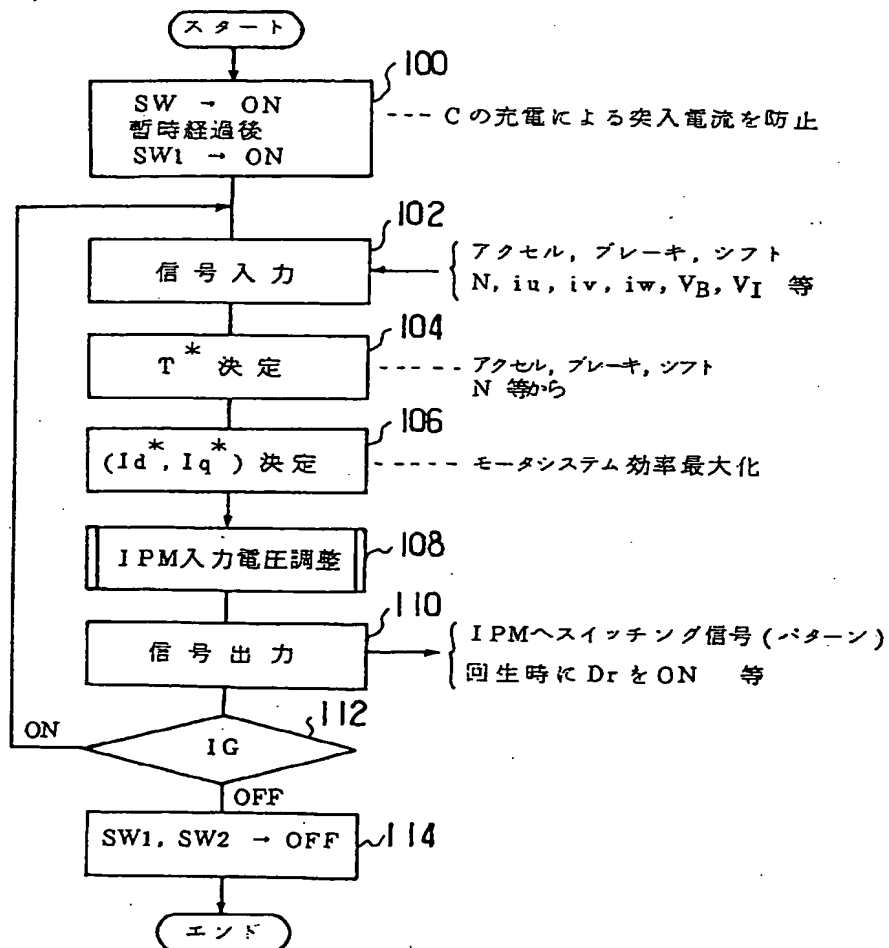 スタート
100
SW → ON
暫時経過後
SW1 → ON
--- Cの充電による突入電流を防止
102
信号入力
アクセル, ブレーキ, シフト
N, iu, iv, iw, VB, VI 等
104
T* 決定
アクセル, ブレーキ, シフト
N 等から
106
(Id*, Iq*) 決定
モータシステム効率最大化
IPM入力電圧調整
108
110
信号出力
IPMへスイッチング信号(パターン)
回生時にDrをON 等
112
ON
IG
OFF
SW1, SW2 → OFF
114
エンド